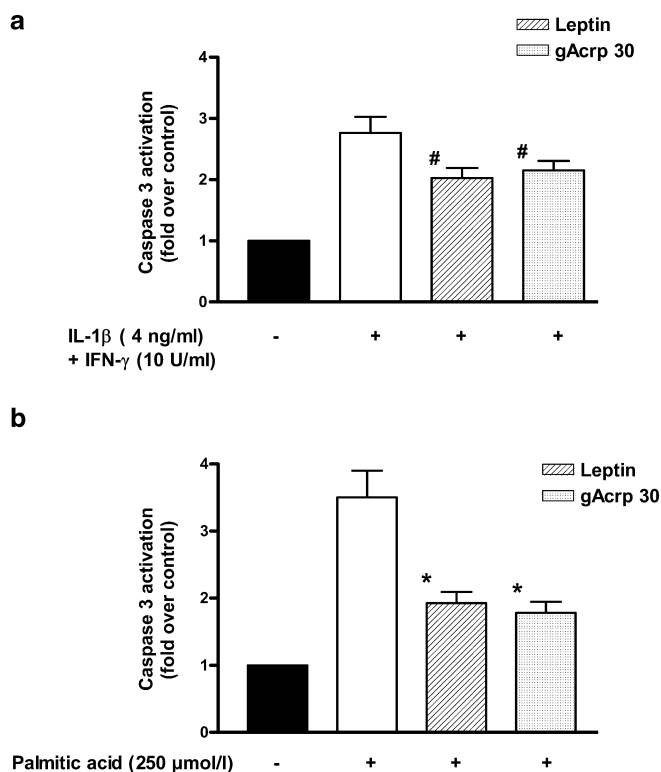 a
Leptin
gAcrp 30
Caspase 3 activation
(fold over control)
4
3
2
1
0
#
#
IL-1β ( 4 ng/ml)
+ IFN-γ (10 U/ml)
- + + +
b
Leptin
gAcrp 30
Caspase 3 activation
(fold over control)
4
3
2
1
0
*
*
Palmitic acid (250 μmol/l) - + + +